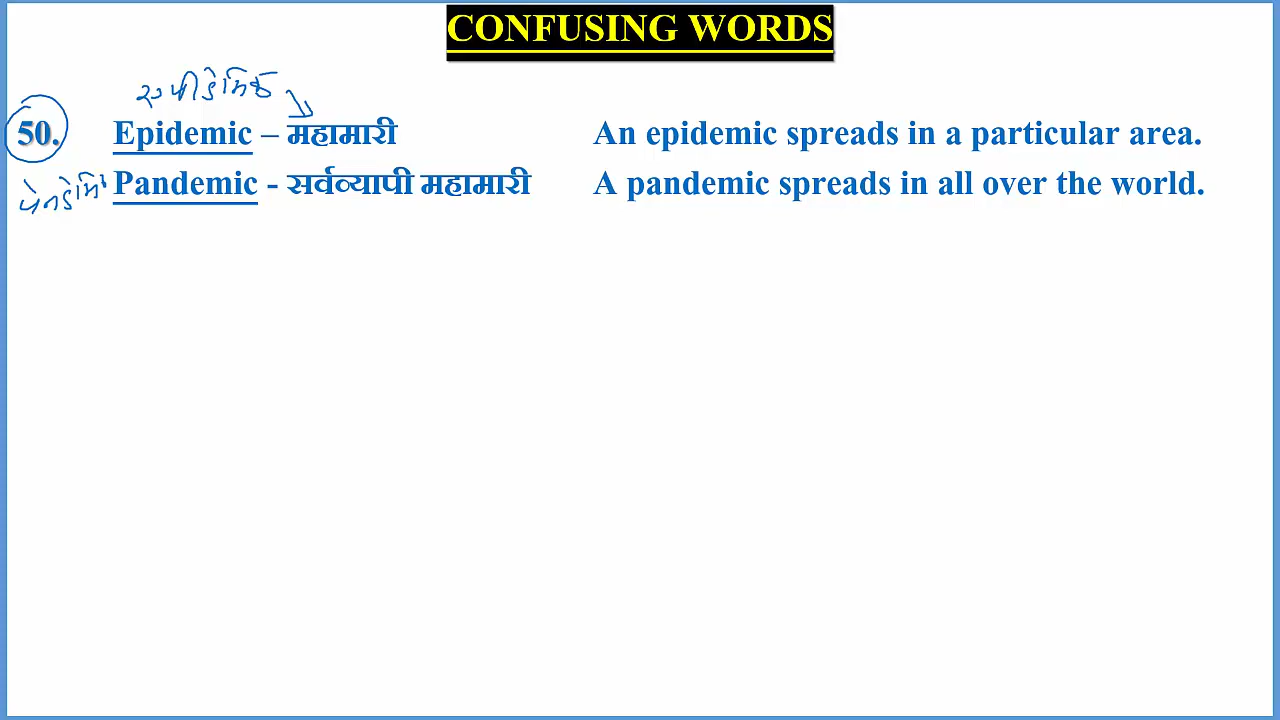 CONFUSING WORDS
एपीडेमिक
50. Epidemic – महामारी An epidemic spreads in a particular area.
Pandemic - सर्वव्यापी महामारी A pandemic spreads in all over the world.